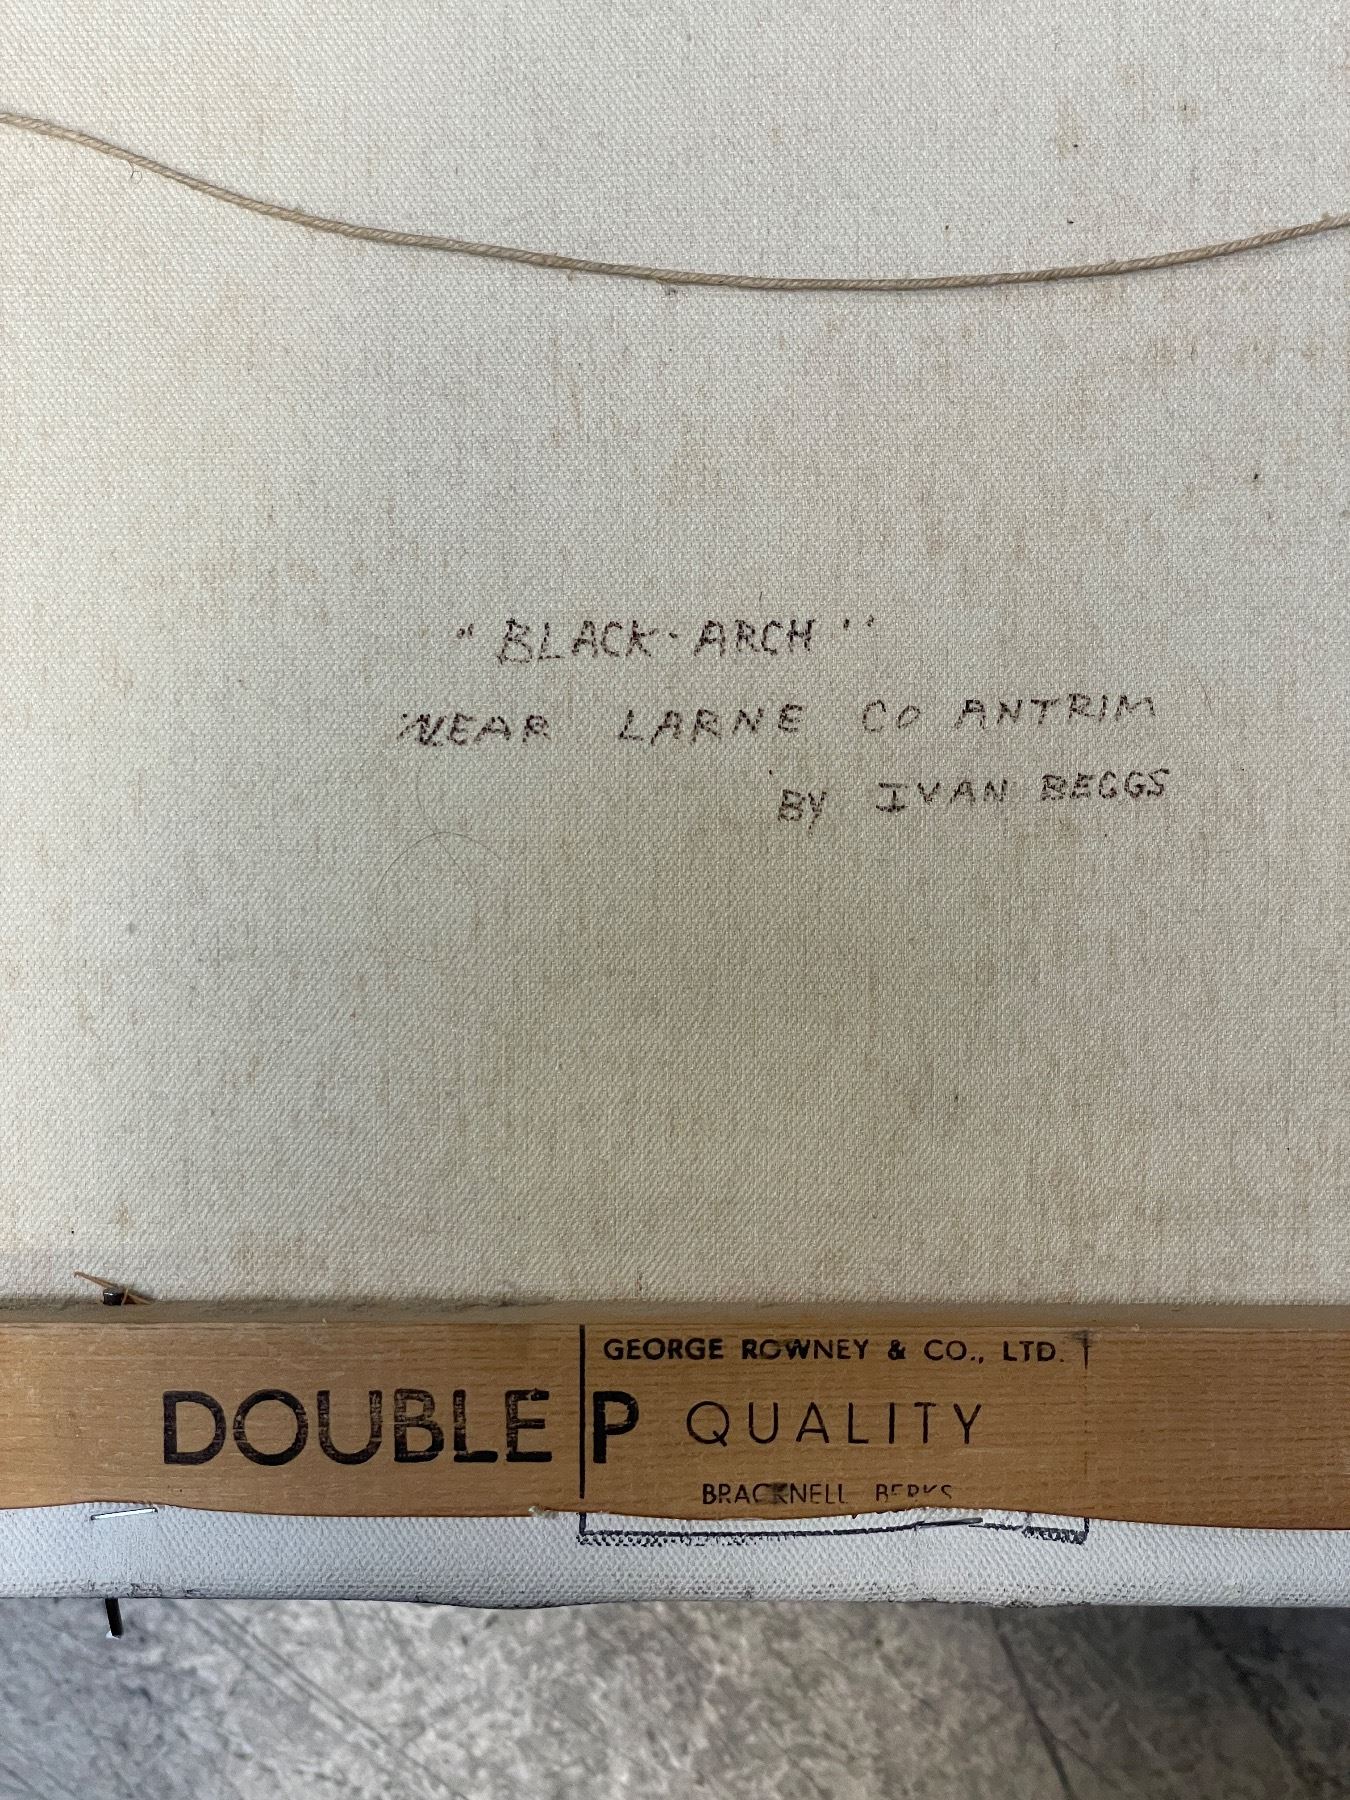 "BLACK-ARCH"
NEAR LARNE CO ANTRIM
BY IVAN BEGGS
GEORGE ROWNEY & CO., LTD.
DOUBLE P QUALITY
BRACKNELL BERKS